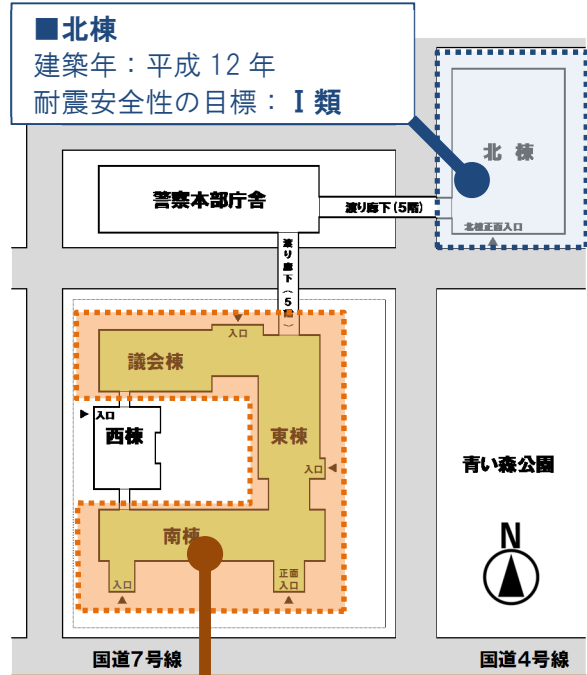 ■北棟
建築年：平成 12 年
耐震安全性の目標：Ⅰ類
北 棟
警察本部庁舎
渡り廊下(5階)
北棟正面入口
渡り廊下(5階)
入口
議会棟
入口
西棟
東棟
入口
青い森公園
南棟
N
入口
正面
入口
国道7号線
国道4号線